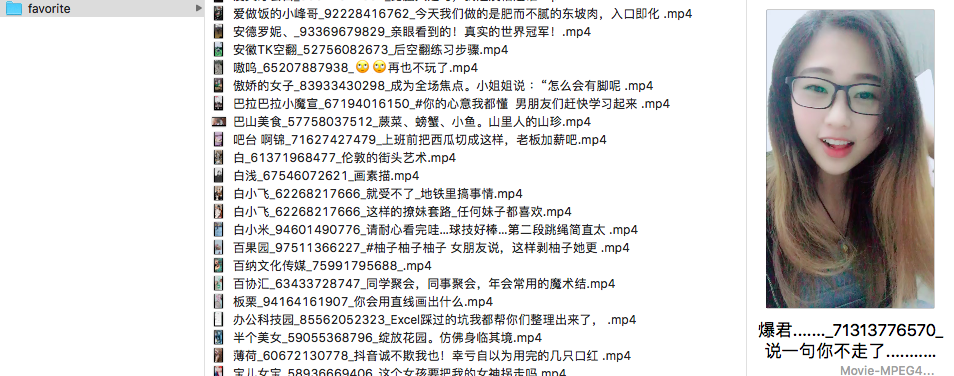 favorite
爱做饭的小峰哥_92228416762_今天我们做的是肥而不腻的东坡肉，入口即化 .mp4
安德罗妮、_93369679829_亲眼看到的！真实的世界冠军！.mp4
安徽TK空翻_52756082673_后空翻练习步骤.mp4
嗷呜_65207887938_🙄🙄再也不玩了.mp4
傲娇的女子_83933430298_成为全场焦点。小姐姐说：“怎么会有脚呢 .mp4
巴拉巴拉小魔宣_67194016150_#你的心意我都懂 男朋友们赶快学习起来 .mp4
巴山美食_57758037512_蕨菜、螃蟹、小鱼。山里人的山珍.mp4
吧台 啊锦_71627427479_上班前把西瓜切成这样，老板加薪吧.mp4
白_61371968477_伦敦的街头艺术.mp4
白浅_67546072621_画素描.mp4
白小飞_62268217666_就受不了_地铁里搞事情.mp4
白小飞_62268217666_这样的撩妹套路_任何妹子都喜欢.mp4
白小米_94601490776_请耐心看完哇...球技好棒...第二段跳绳简直太 .mp4
百果园_97511366227_#柚子柚子柚子 女朋友说，这样剥柚子她更 .mp4
百纳文化传媒_75991795688_.mp4
百协汇_63433728747_同学聚会，同事聚会，年会常用的魔术结.mp4
板栗_94164161907_你会用直线画出什么.mp4
办公科技园_85562052323_Excel踩过的坑我都帮你们整理出来了， .mp4
半个美女_59055368796_绽放花园。仿佛身临其境.mp4
薄荷_60672130778_抖音诚不欺我也！幸亏自以为用完的几只口红 .mp4
宝儿女宝_58936669406_这个女孩要把我的女神拐走吗.mp4
爆君......._71313776570_
说一句你不走了...........
Movie-MPEG4...